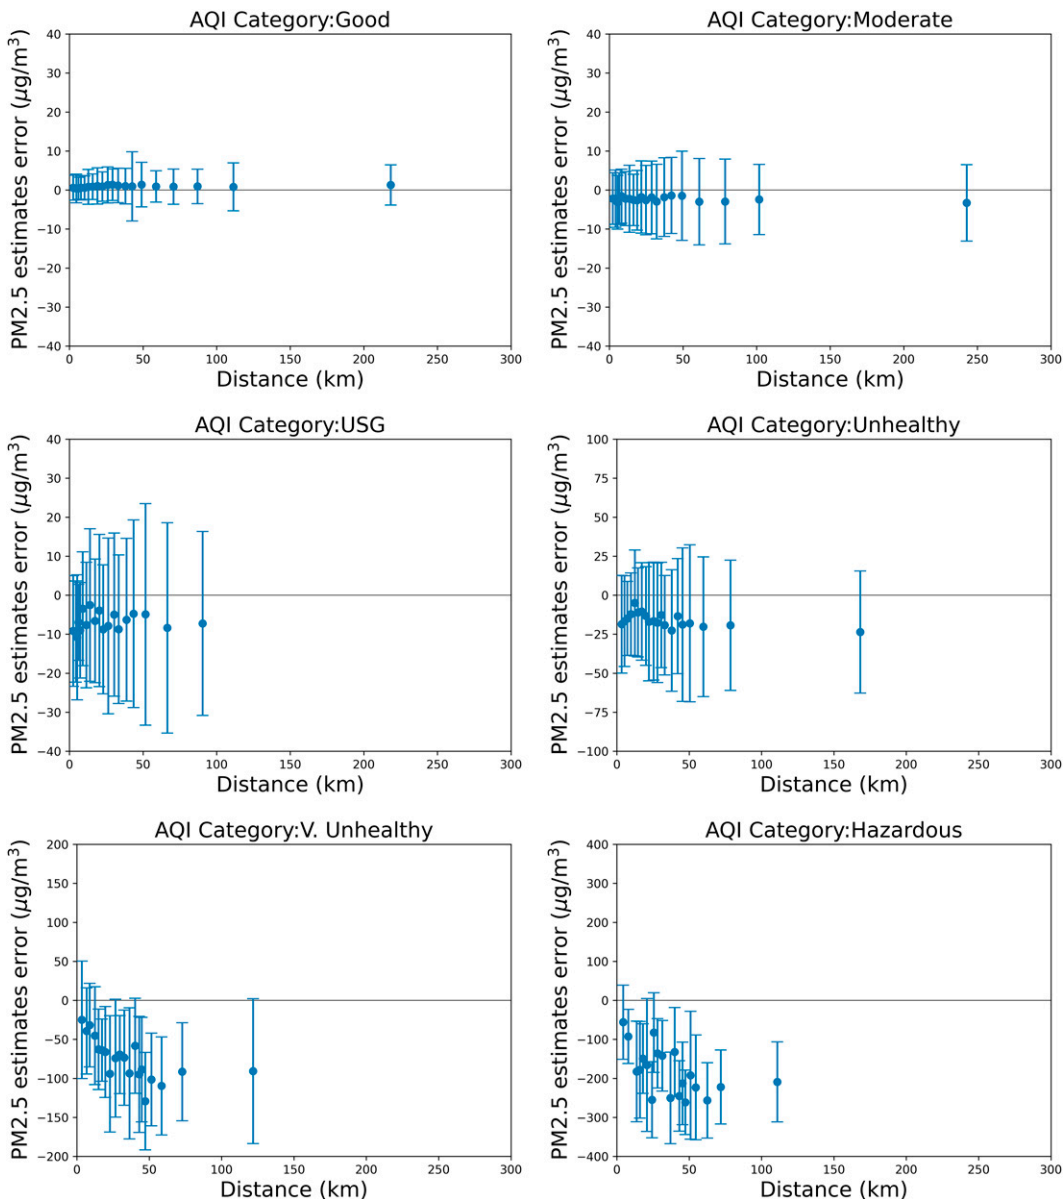 AQI Category:Good
PM2.5 estimates error (μg/m³)
40
30
20
10
0
−10
−20
−30
−40
0 50 100 150 200 250 300
Distance (km)
AQI Category:Moderate
PM2.5 estimates error (μg/m³)
40
30
20
10
0
−10
−20
−30
−40
0 50 100 150 200 250 300
Distance (km)
AQI Category:USG
PM2.5 estimates error (μg/m³)
40
30
20
10
0
−10
−20
−30
−40
0 50 100 150 200 250 300
Distance (km)
AQI Category:Unhealthy
PM2.5 estimates error (μg/m³)
100
75
50
25
0
−25
−50
−75
−100
0 50 100 150 200 250 300
Distance (km)
AQI Category:V. Unhealthy
PM2.5 estimates error (μg/m³)
200
150
100
50
0
−50
−100
−150
−200
0 50 100 150 200 250 300
Distance (km)
AQI Category:Hazardous
PM2.5 estimates error (μg/m³)
400
300
200
100
0
−100
−200
−300
−400
0 50 100 150 200 250 300
Distance (km)